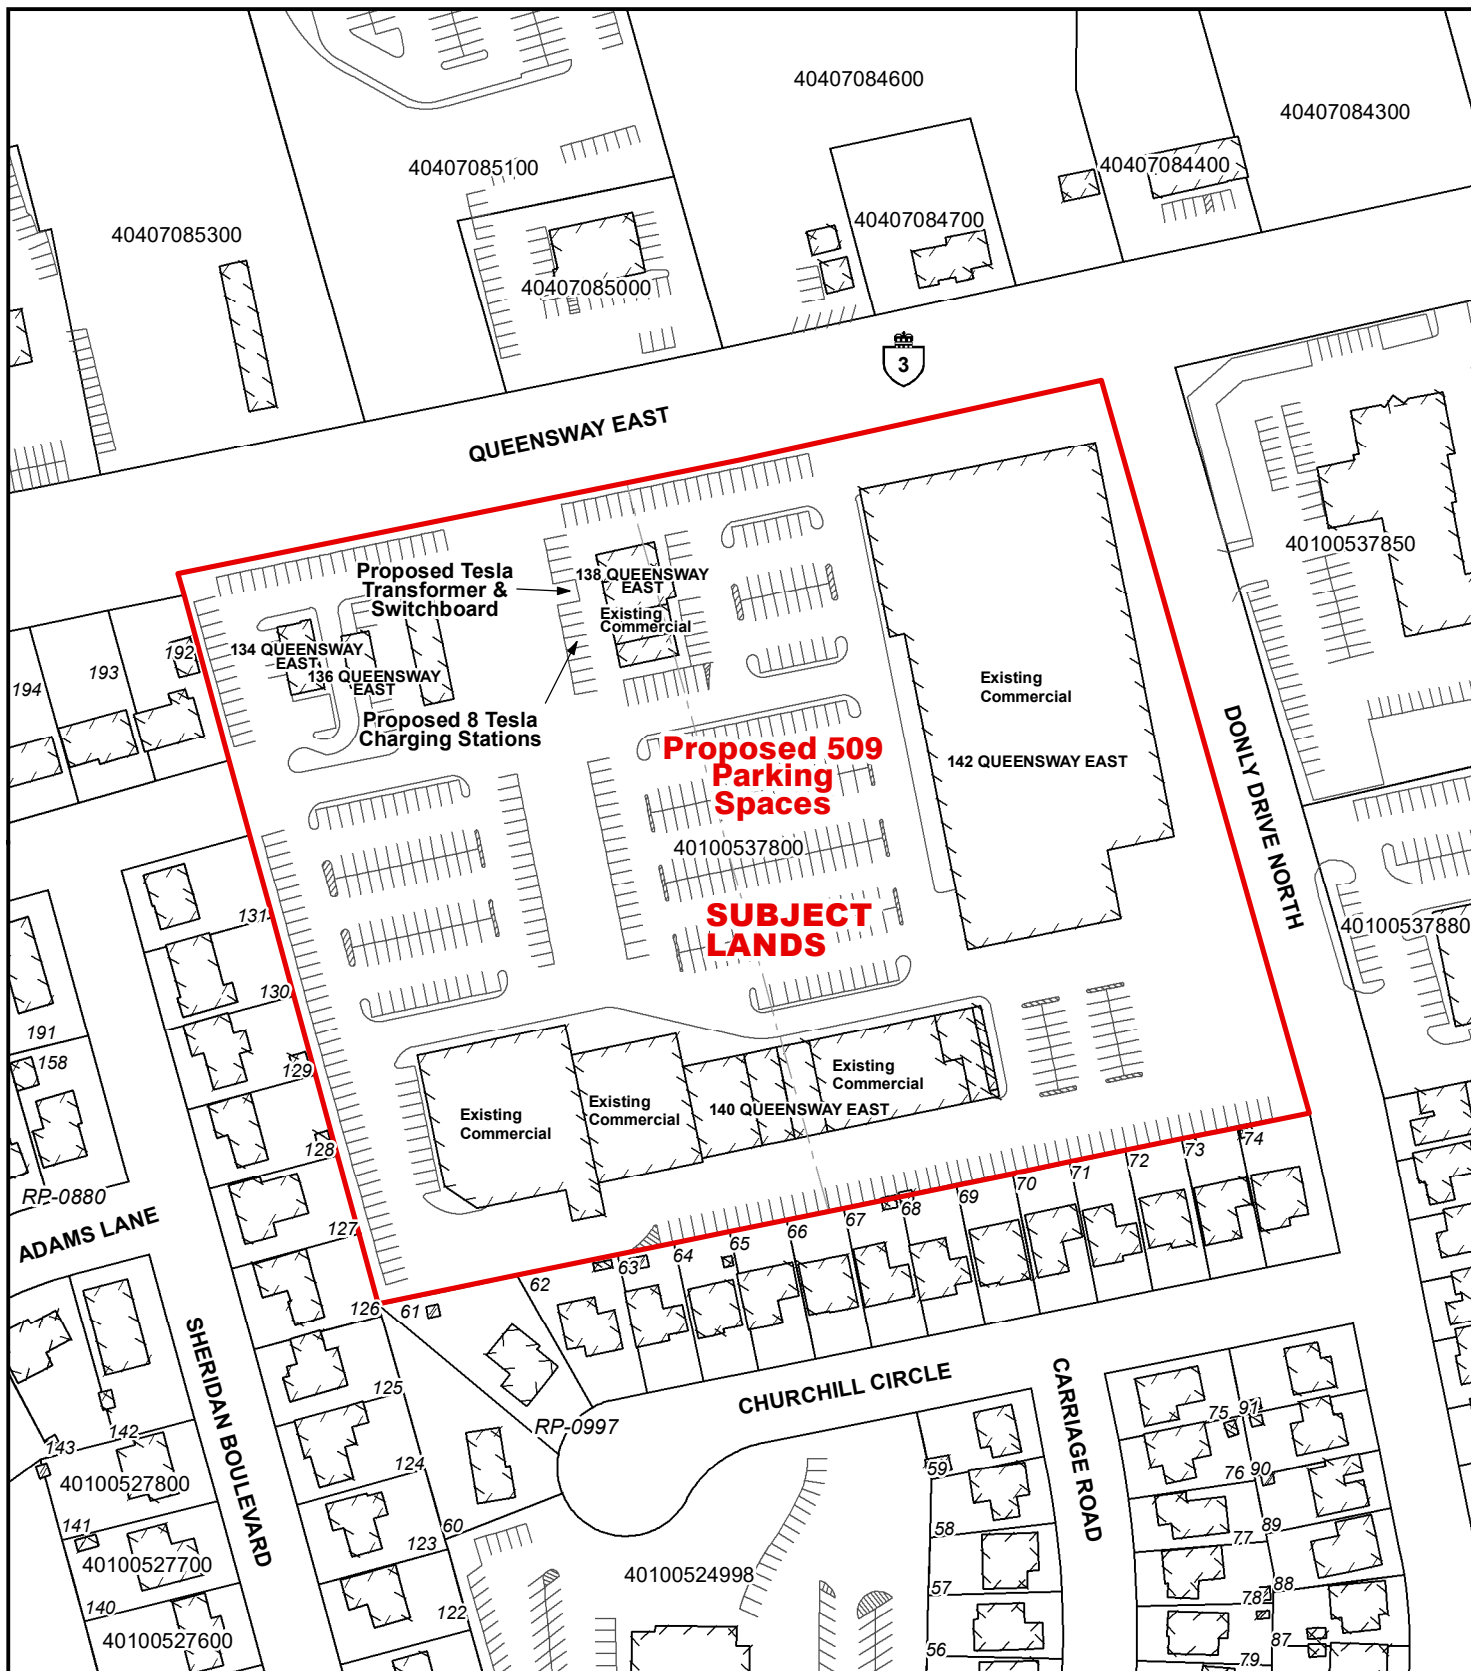 40407084600
40407084300
40407085100
40407084400
40407084700
40407085300
40407085000
3
QUEENSWAY EAST
40100537850
Proposed Tesla
Transformer &
Switchboard
138 QUEENSWAY
EAST
Existing
Commercial
134 QUEENSWAY
EAST
136 QUEENSWAY
EAST
192
193
194
Existing
Commercial
Proposed 8 Tesla
Charging Stations
Proposed 509
Parking
Spaces
142 QUEENSWAY EAST
DONLY DRIVE NORTH
40100537800
SUBJECT
LANDS
40100537880
131
130
191
158
129
Existing
Commercial
Existing
Commercial
Existing
Commercial
140 QUEENSWAY EAST
128
74
73
72
71
70
69
68
67
66
65
64
63
62
61
RP-0880
ADAMS LANE
127
126
SHERIDAN BOULEVARD
125
CHURCHILL CIRCLE
CARRIAGE ROAD
RP-0997
75
91
143
142
124
59
76
90
40100527800
141
60
123
58
77
89
40100527700
40100524998
57
78
88
140
122
40100527600
56
79
87